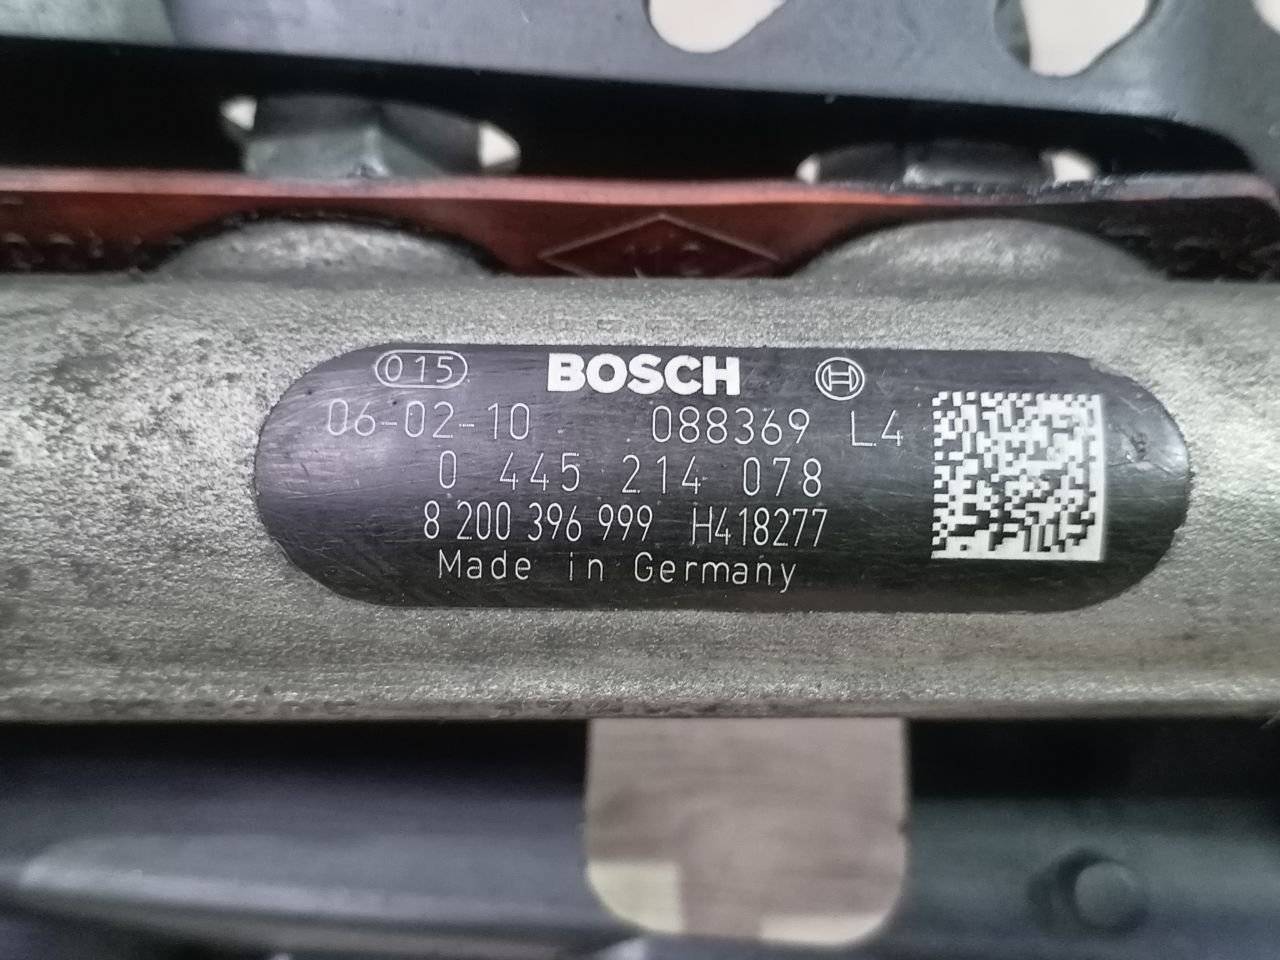 015 BOSCH
06-02-10 088369 L4
0 445 214 078
8 200 396 999 H418277
Made in Germany